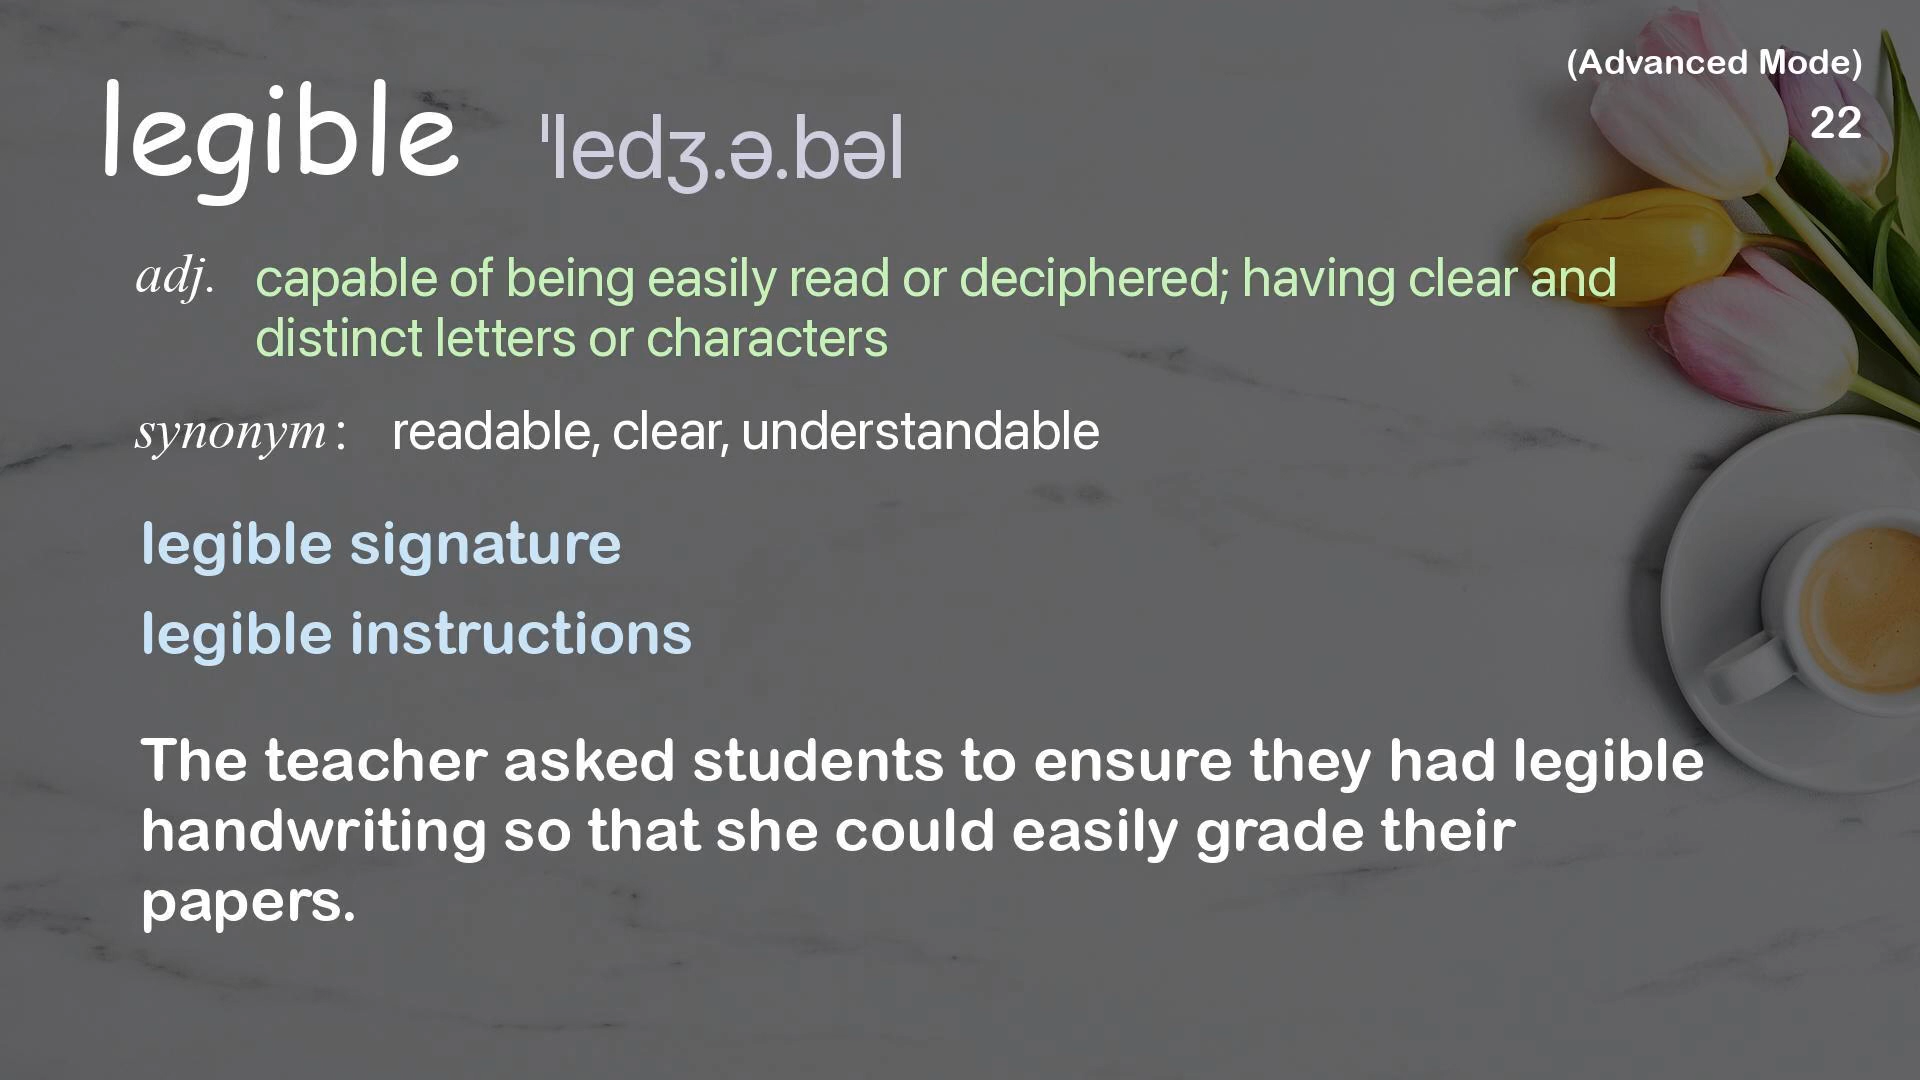 (Advanced Mode)
22
legible ˈledʒ.ə.bəl
adj. capable of being easily read or deciphered; having clear and
distinct letters or characters
synonym: readable, clear, understandable
legible signature
legible instructions
The teacher asked students to ensure they had legible
handwriting so that she could easily grade their
papers.